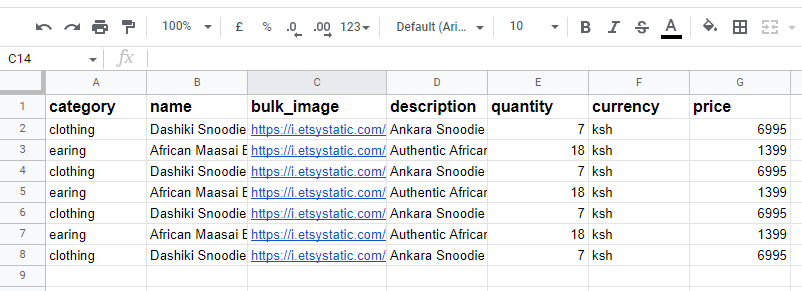 100% £ % .0 .00 123 Default (Ari... 10 B I S A
C14 fx
A B C D E F G
1 category name bulk_image description quantity currency price
2 clothing Dashiki Snoodie https://i.etsystatic.com/ Ankara Snoodie 7 ksh 6995
3 earing African Maasai E https://i.etsystatic.com/ Authentic African 18 ksh 1399
4 clothing Dashiki Snoodie https://i.etsystatic.com/ Ankara Snoodie 7 ksh 6995
5 earing African Maasai E https://i.etsystatic.com/ Authentic African 18 ksh 1399
6 clothing Dashiki Snoodie https://i.etsystatic.com/ Ankara Snoodie 7 ksh 6995
7 earing African Maasai E https://i.etsystatic.com/ Authentic African 18 ksh 1399
8 clothing Dashiki Snoodie https://i.etsystatic.com/ Ankara Snoodie 7 ksh 6995
9